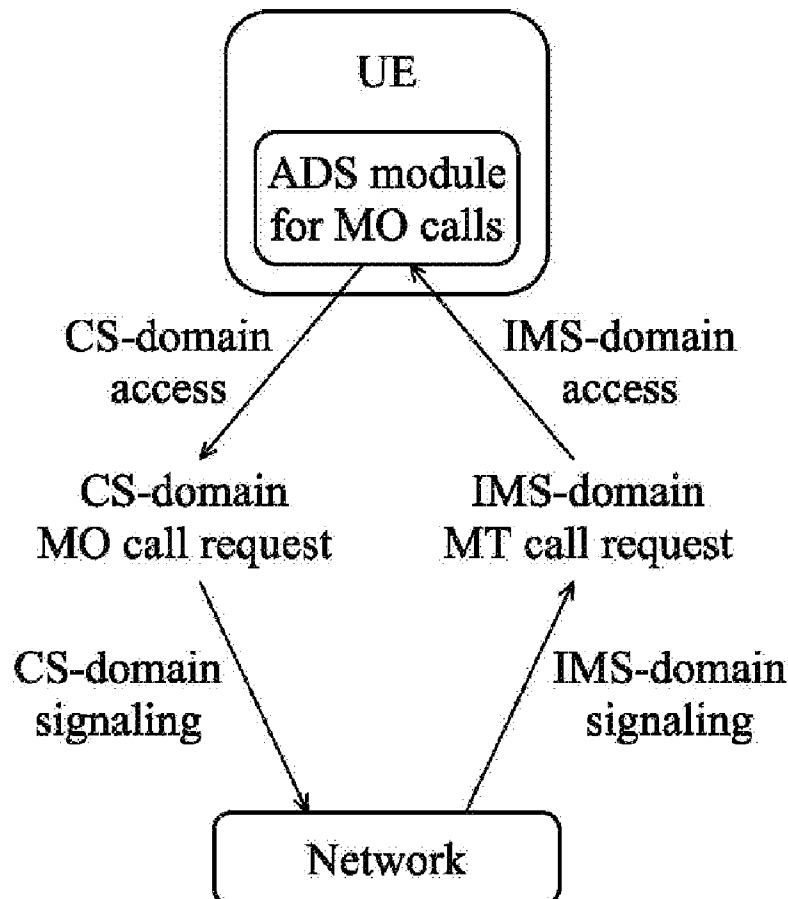 UE
ADS module
for MO calls
CS-domain
access
IMS-domain
access
CS-domain
MO call request
IMS-domain
MT call request
CS-domain
signaling
IMS-domain
signaling
Network